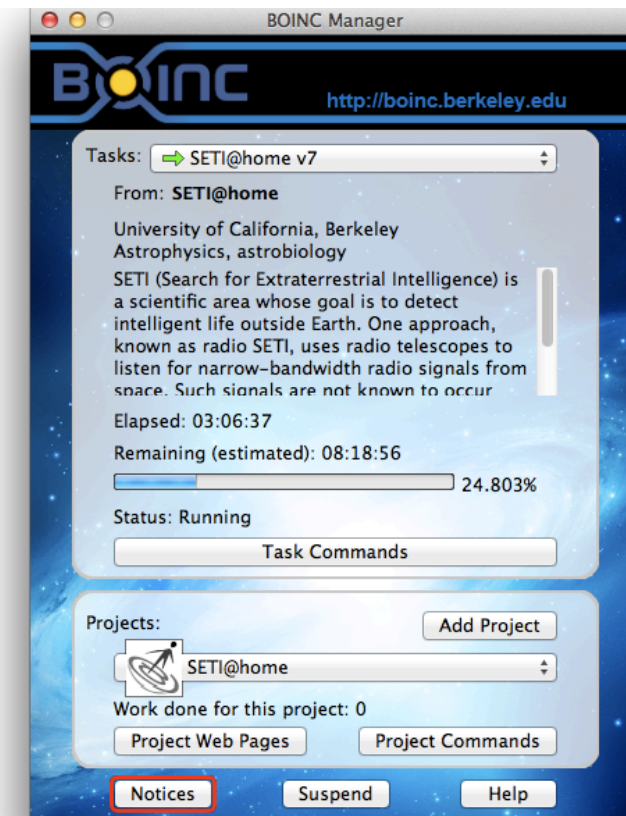 BOINC Manager
BOINC
http://boinc.berkeley.edu
Tasks: SETI@home v7
From: SETI@home
University of California, Berkeley
Astrophysics, astrobiology
SETI (Search for Extraterrestrial Intelligence) is
a scientific area whose goal is to detect
intelligent life outside Earth. One approach,
known as radio SETI, uses radio telescopes to
listen for narrow-bandwidth radio signals from
space. Such signals are not known to occur
Elapsed: 03:06:37
Remaining (estimated): 08:18:56
24.803%
Status: Running
Task Commands
Projects:
Add Project
SETI@home
Work done for this project: 0
Project Web Pages Project Commands
Notices Suspend Help